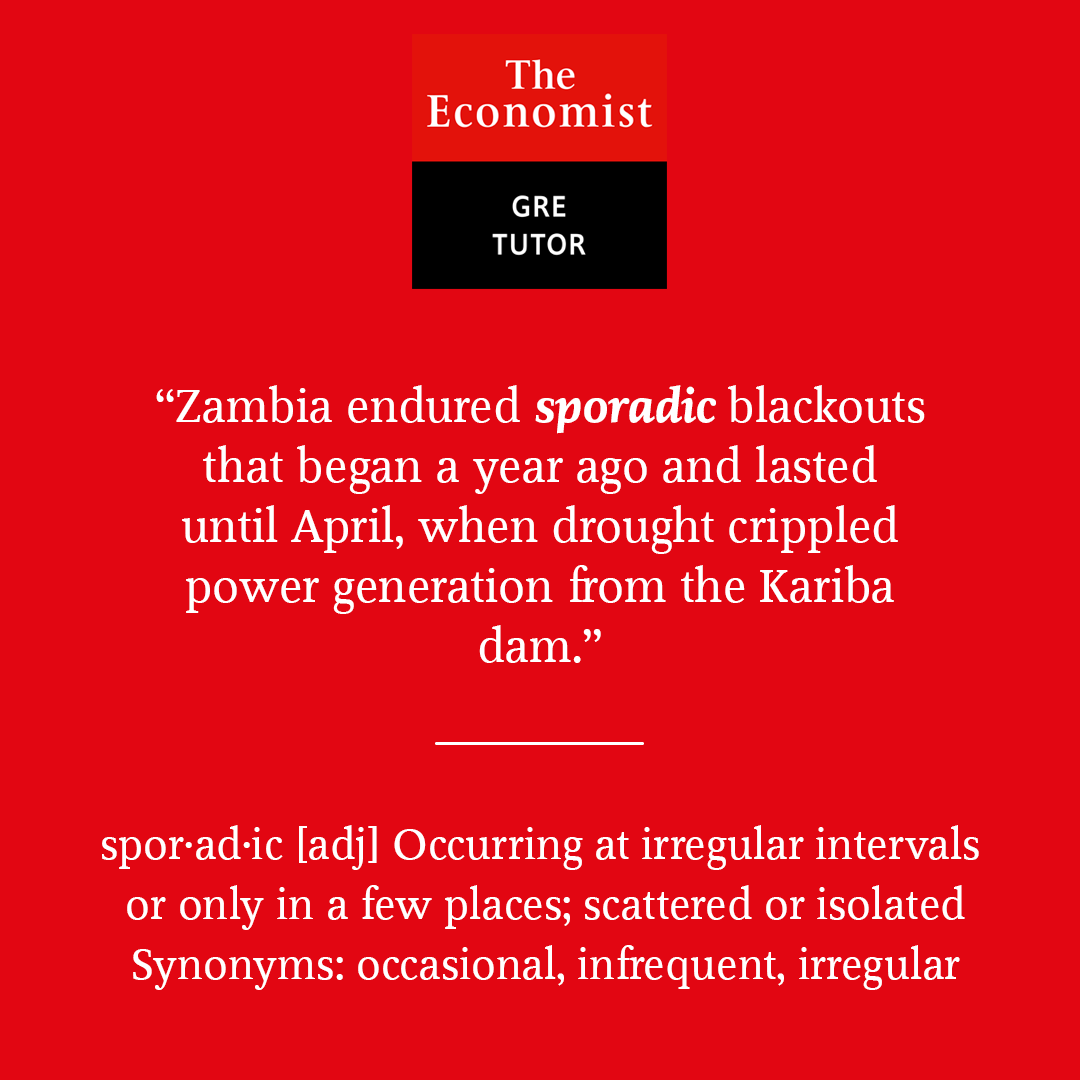 The
Economist
GRE
TUTOR
“Zambia endured sporadic blackouts
that began a year ago and lasted
until April, when drought crippled
power generation from the Kariba
dam.”
spor·ad·ic [adj] Occurring at irregular intervals
or only in a few places; scattered or isolated
Synonyms: occasional, infrequent, irregular